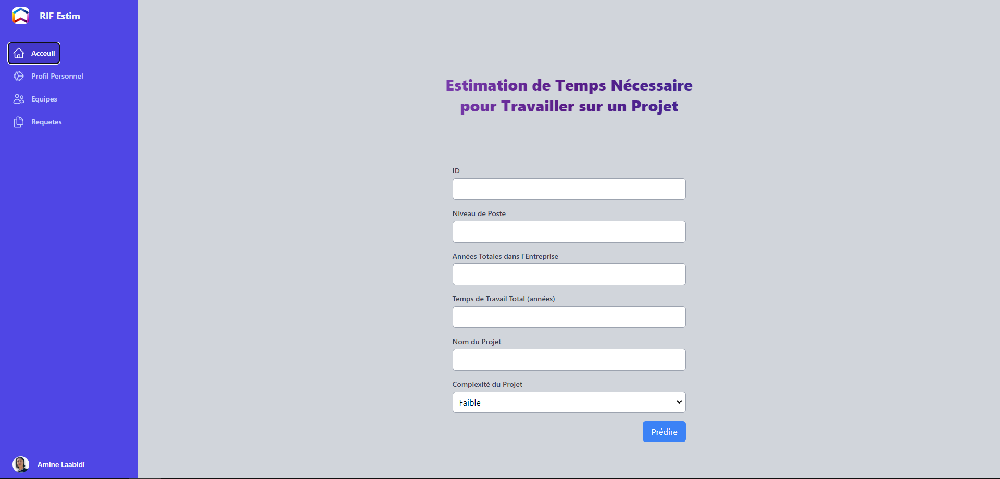 RIF Estim
Acceuil
Profil Personnel
Equipes
Requetes
Amine Laabidi
Estimation de Temps Nécessaire
pour Travailler sur un Projet
ID
Niveau de Poste
Années Totales dans l'Entreprise
Temps de Travail Total (années)
Nom du Projet
Complexité du Projet
Faible
Prédire